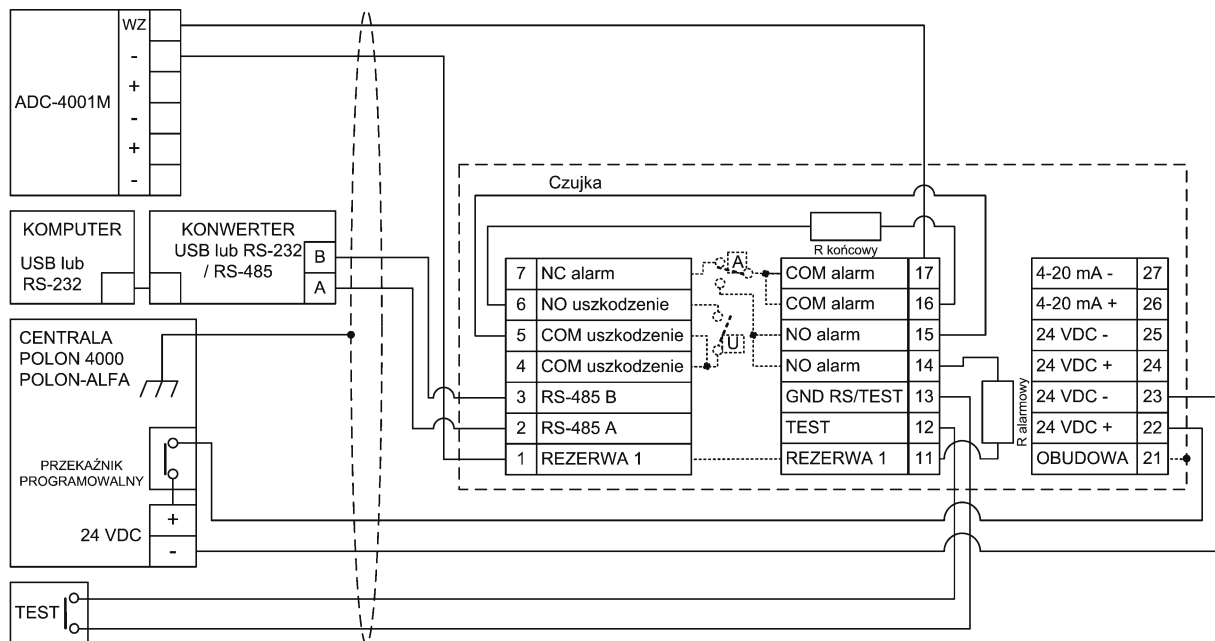 ADC-4001M
WZ
-
+
-
+
-
KOMPUTER
USB lub
RS-232
KONWERTER
USB lub RS-232
/ RS-485
B
A
CENTRALA
POLON 4000
POLON-ALFA
PRZEKAŹNIK
PROGRAMOWALNY
24 VDC
+
-
TEST
Czujka
R końcowy
7 NC alarm
6 NO uszkodzenie
5 COM uszkodzenie
4 COM uszkodzenie
3 RS-485 B
2 RS-485 A
1 REZERWA 1
A
U
COM alarm 17
COM alarm 16
NO alarm 15
NO alarm 14
GND RS/TEST 13
TEST 12
REZERWA 1 11
R alarmowy
4-20 mA - 27
4-20 mA + 26
24 VDC - 25
24 VDC + 24
24 VDC - 23
24 VDC + 22
OBUDOWA 21